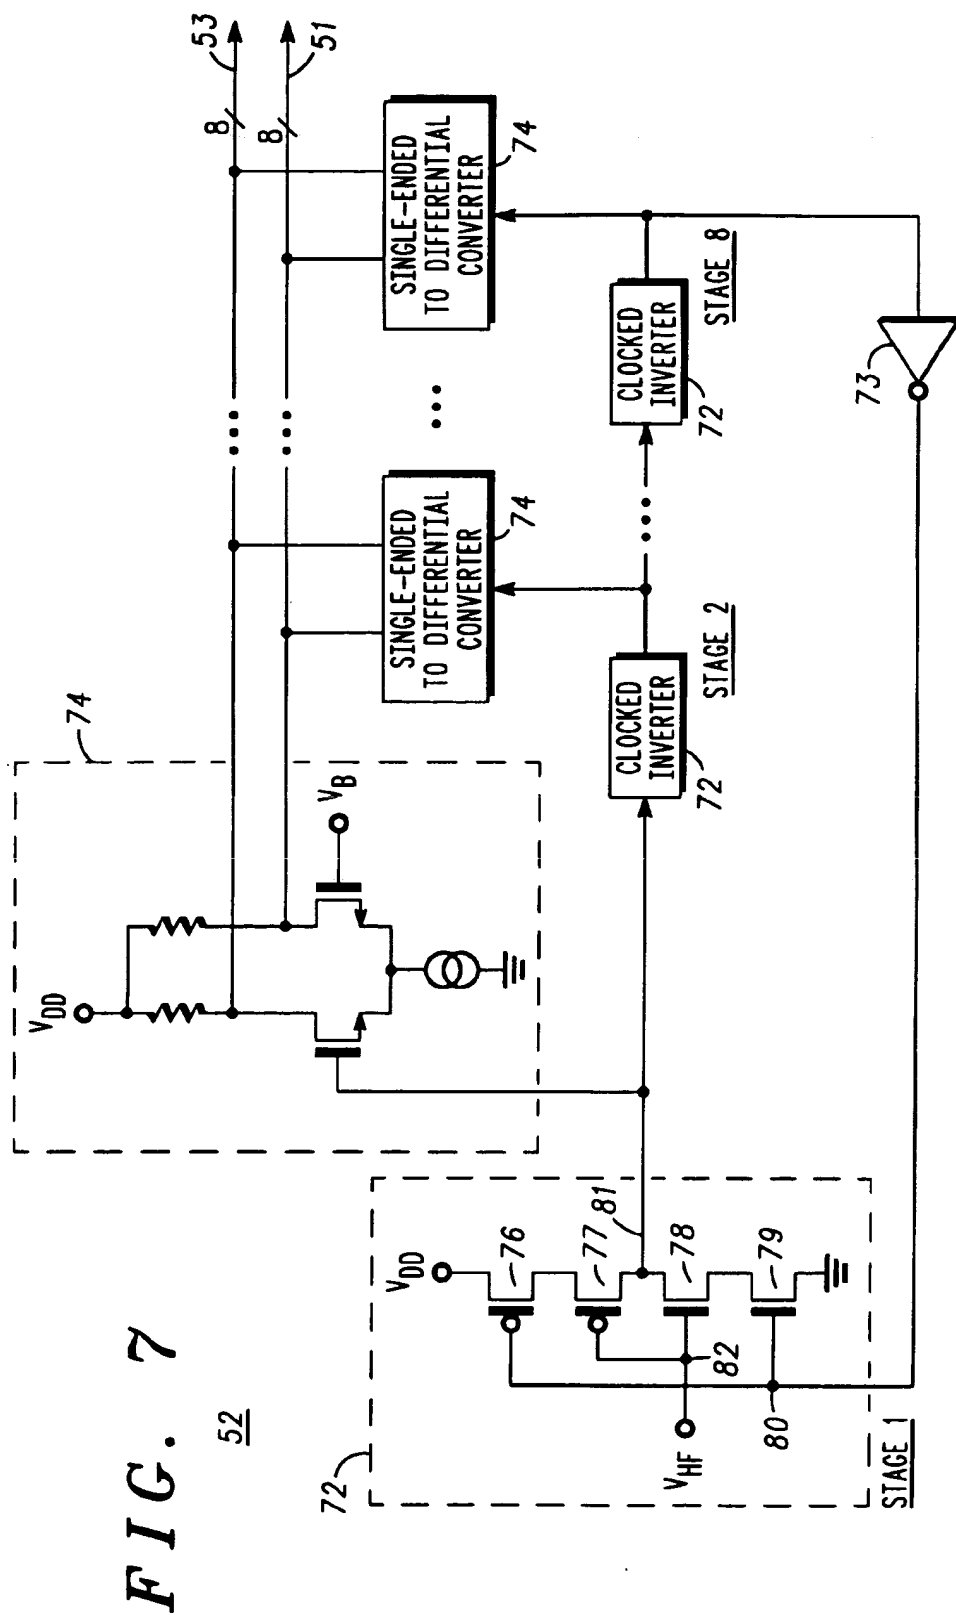 FIG. 7
52
74
V_DD
V_B
53
51
8
8
SINGLE-ENDED
TO DIFFERENTIAL
CONVERTER
74
SINGLE-ENDED
TO DIFFERENTIAL
CONVERTER
74
72
V_DD
76
77
78
79
81
82
80
V_HF
STAGE 1
CLOCKED
INVERTER
72
STAGE 2
CLOCKED
INVERTER
72
STAGE 8
73